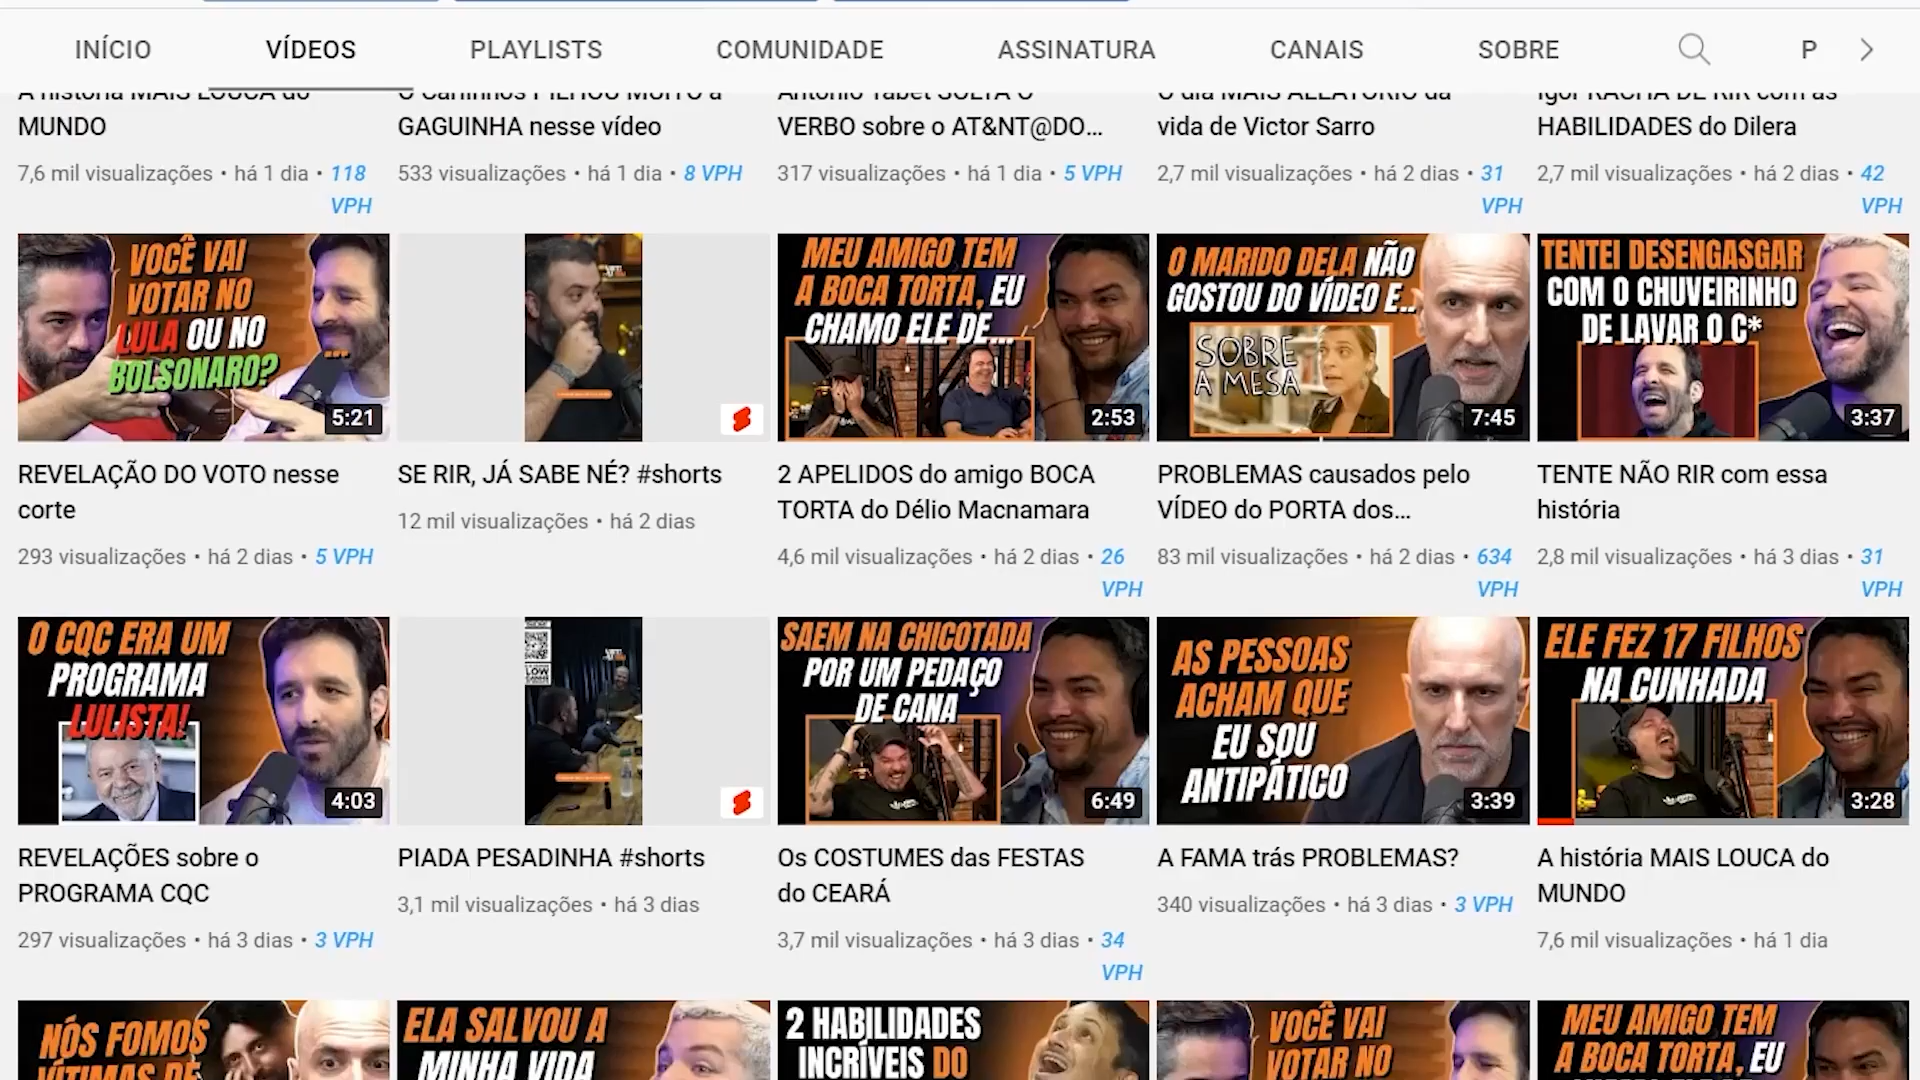 INÍCIO VÍDEOS PLAYLISTS COMUNIDADE ASSINATURA CANAIS SOBRE P
A história MAIS LOUCA do
MUNDO
7,6 mil visualizações • há 1 dia • 118
VPH
O Carlinhos PILHOU MUITO a
GAGUINHA nesse vídeo
533 visualizações • há 1 dia • 8 VPH
Antonio Tabet SOLTA O
VERBO sobre o AT&NT@DO...
317 visualizações • há 1 dia • 5 VPH
O dia MAIS ALEATÓRIO da
vida de Victor Sarro
2,7 mil visualizações • há 2 dias • 31
VPH
Igor RACHA DE RIR com as
HABILIDADES do Dilera
2,7 mil visualizações • há 2 dias • 42
VPH
VOCÊ VAI
VOTAR NO
LULA OU NO
BOLSONARO?
...
5:21
REVELAÇÃO DO VOTO nesse
corte
293 visualizações • há 2 dias • 5 VPH
SE RIR, JÁ SABE NÉ? #shorts
12 mil visualizações • há 2 dias
MEU AMIGO TEM
A BOCA TORTA, EU
CHAMO ELE DE...
2:53
2 APELIDOS do amigo BOCA
TORTA do Délio Macnamara
4,6 mil visualizações • há 2 dias • 26
VPH
O MARIDO DELA NÃO
GOSTOU DO VÍDEO E...
SOBRE
A MESA
7:45
PROBLEMAS causados pelo
VÍDEO do PORTA dos...
83 mil visualizações • há 2 dias • 634
VPH
TENTEI DESENGASGAR
COM O CHUVEIRINHO
DE LAVAR O C*
3:37
TENTE NÃO RIR com essa
história
2,8 mil visualizações • há 3 dias • 31
VPH
O CQC ERA UM
PROGRAMA
LULISTA!
4:03
REVELAÇÕES sobre o
PROGRAMA CQC
297 visualizações • há 3 dias • 3 VPH
PIADA PESADINHA #shorts
3,1 mil visualizações • há 3 dias
SAEM NA CHICOTADA
POR UM PEDAÇO
DE CANA
6:49
Os COSTUMES das FESTAS
do CEARÁ
3,7 mil visualizações • há 3 dias • 34
VPH
AS PESSOAS
ACHAM QUE
EU SOU
ANTIPÁTICO
3:39
A FAMA trás PROBLEMAS?
340 visualizações • há 3 dias • 3 VPH
ELE FEZ 17 FILHOS
NA CUNHADA
3:28
A história MAIS LOUCA do
MUNDO
7,6 mil visualizações • há 1 dia
NÓS FOMOS
VÍTIMAS DE
ELA SALVOU A
MINHA VIDA
2 HABILIDADES
INCRÍVEIS DO
VOCÊ VAI
VOTAR NO
MEU AMIGO TEM
A BOCA TORTA, EU